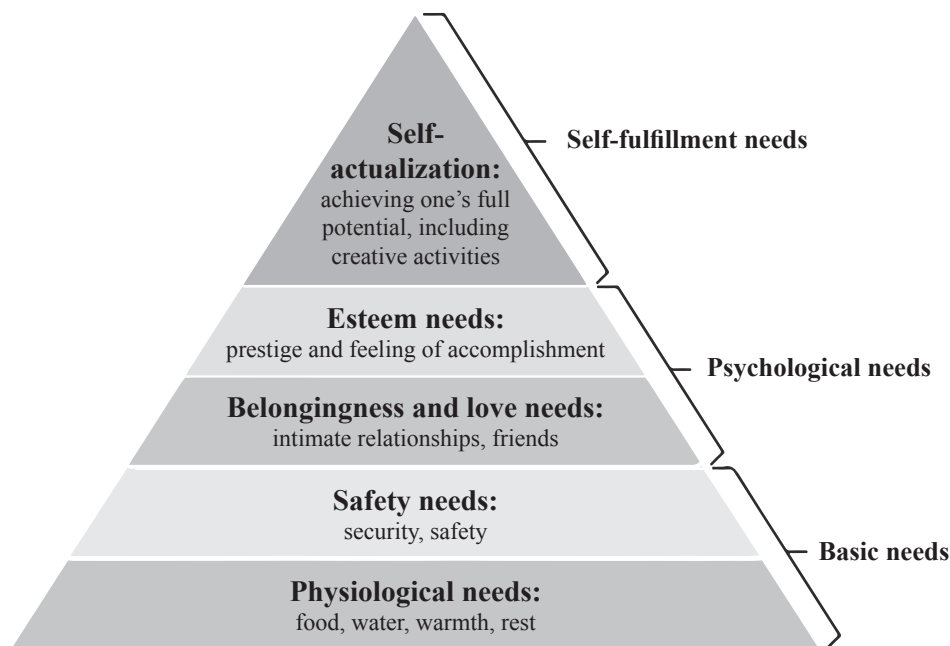 Self-
actualization:
achieving one’s full
potential, including
creative activities
Self-fulfillment needs
Esteem needs:
prestige and feeling of accomplishment
Belongingness and love needs:
intimate relationships, friends
Psychological needs
Safety needs:
security, safety
Physiological needs:
food, water, warmth, rest
Basic needs